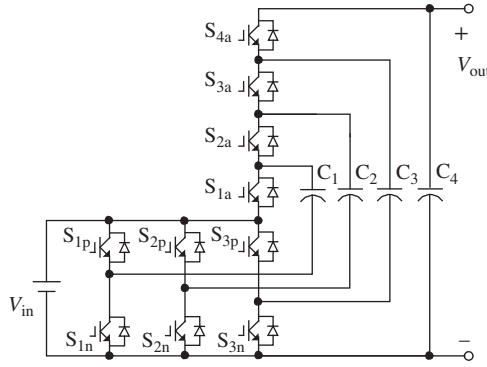 S4a
+
Vout
S3a
S2a
C1 C2 C3 C4
S1a
S1p S2p S3p
Vin
S1n S2n S3n
−